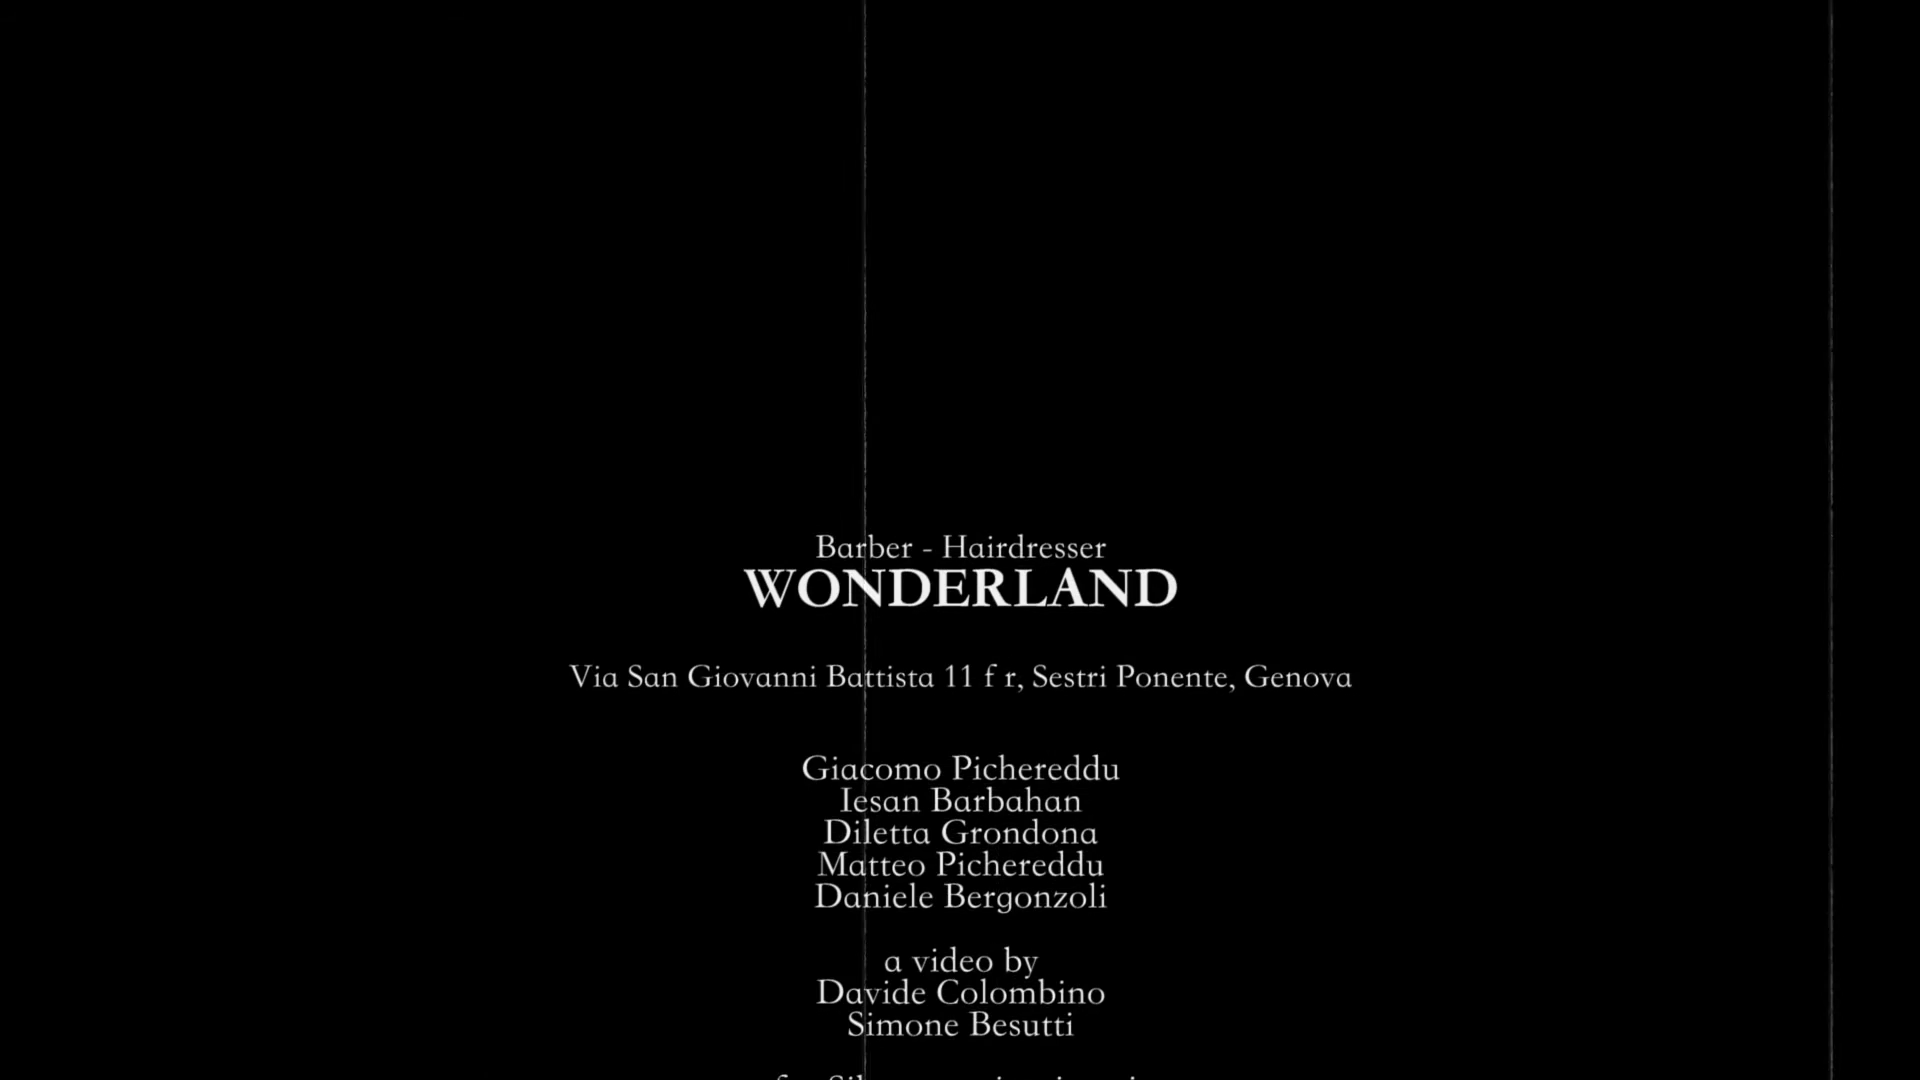 Barber - Hairdresser
WONDERLAND
Via San Giovanni Battista 11 f r, Sestri Ponente, Genova
Giacomo Pichereddu
Iesan Barbahan
Diletta Grondona
Matteo Pichereddu
Daniele Bergonzoli
a video by
Davide Colombino
Simone Besutti